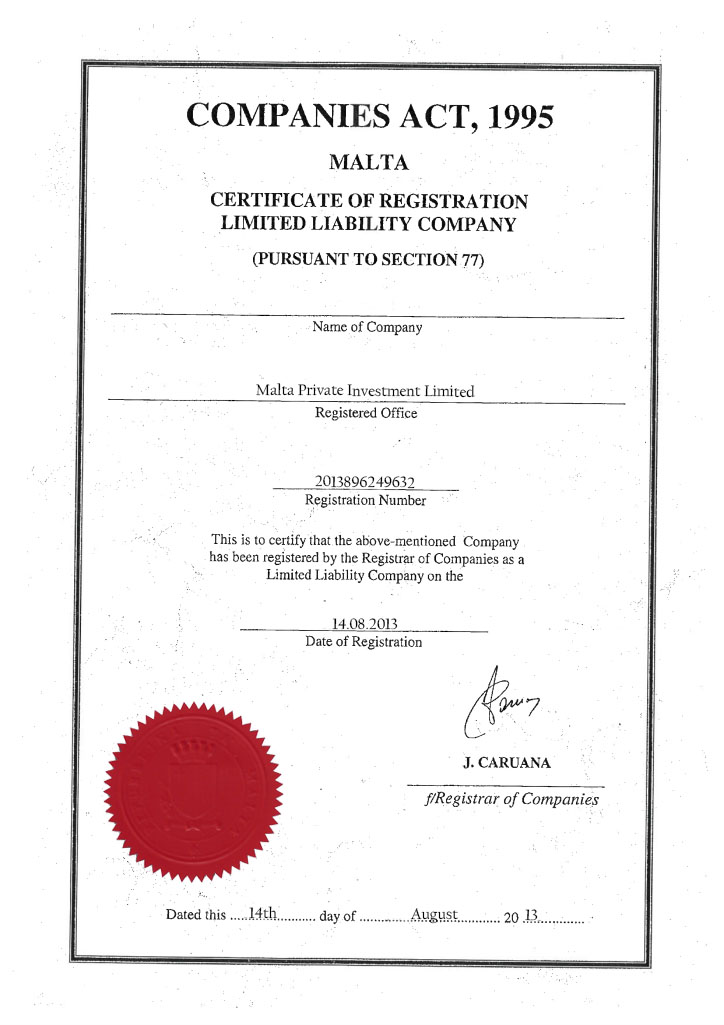 COMPANIES ACT, 1995
MALTA
CERTIFICATE OF REGISTRATION
LIMITED LIABILITY COMPANY
(PURSUANT TO SECTION 77)
Name of Company
Malta Private Investment Limited
Registered Office
2013896249632
Registration Number
This is to certify that the above-mentioned Company
has been registered by the Registrar of Companies as a
Limited Liability Company on the
14.08.2013
Date of Registration
J. CARUANA
f/Registrar of Companies
Dated this .....14th........... day of ..............August............ 20 13.............